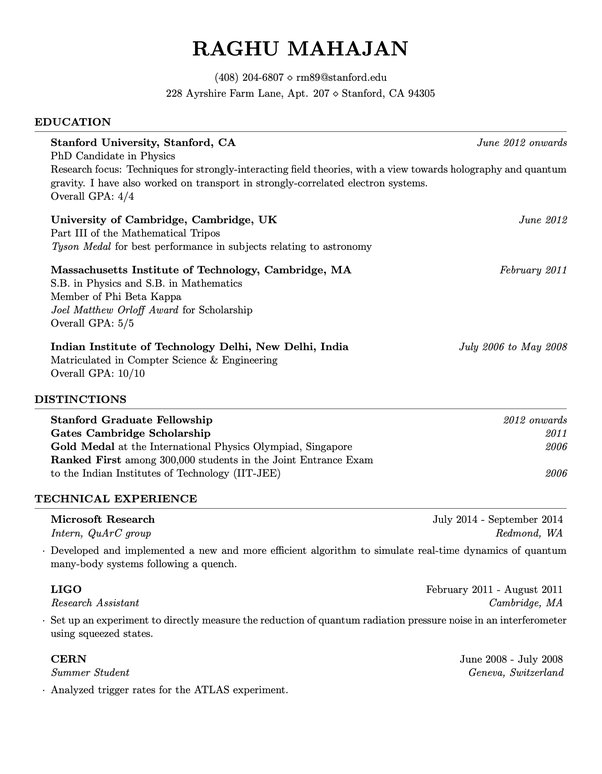 RAGHU MAHAJAN
(408) 204-6807 ⋄ rm89@stanford.edu
228 Ayrshire Farm Lane, Apt. 207 ⋄ Stanford, CA 94305
EDUCATION
Stanford University, Stanford, CA June 2012 onwards
PhD Candidate in Physics
Research focus: Techniques for strongly-interacting field theories, with a view towards holography and quantum
gravity. I have also worked on transport in strongly-correlated electron systems.
Overall GPA: 4/4
University of Cambridge, Cambridge, UK June 2012
Part III of the Mathematical Tripos
Tyson Medal for best performance in subjects relating to astronomy
Massachusetts Institute of Technology, Cambridge, MA February 2011
S.B. in Physics and S.B. in Mathematics
Member of Phi Beta Kappa
Joel Matthew Orloff Award for Scholarship
Overall GPA: 5/5
Indian Institute of Technology Delhi, New Delhi, India July 2006 to May 2008
Matriculated in Compter Science & Engineering
Overall GPA: 10/10
DISTINCTIONS
Stanford Graduate Fellowship 2012 onwards
Gates Cambridge Scholarship 2011
Gold Medal at the International Physics Olympiad, Singapore 2006
Ranked First among 300,000 students in the Joint Entrance Exam
to the Indian Institutes of Technology (IIT-JEE) 2006
TECHNICAL EXPERIENCE
Microsoft Research July 2014 - September 2014
Intern, QuArC group Redmond, WA
· Developed and implemented a new and more efficient algorithm to simulate real-time dynamics of quantum
many-body systems following a quench.
LIGO February 2011 - August 2011
Research Assistant Cambridge, MA
· Set up an experiment to directly measure the reduction of quantum radiation pressure noise in an interferometer
using squeezed states.
CERN June 2008 - July 2008
Summer Student Geneva, Switzerland
· Analyzed trigger rates for the ATLAS experiment.